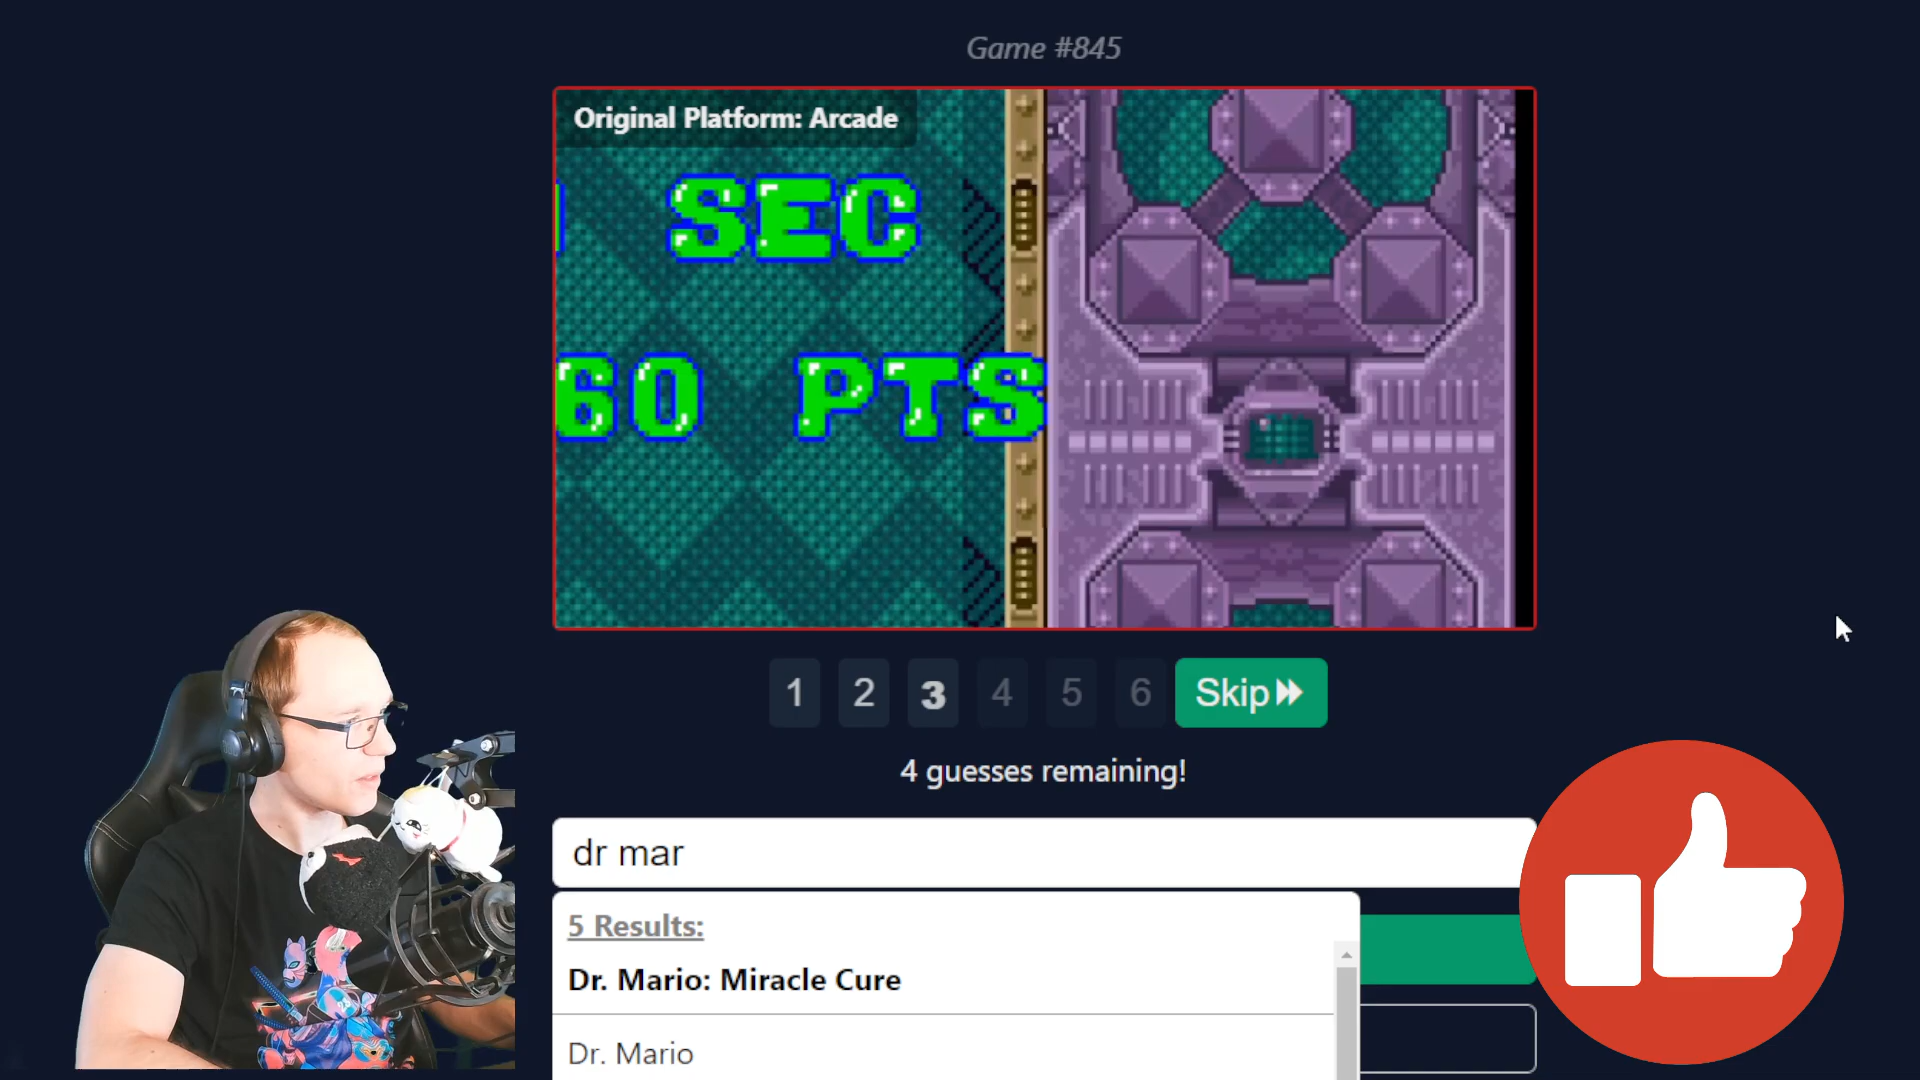 Game #845
Original Platform: Arcade
SEC
60 PTS
1 2 3 4 5 6 Skip
4 guesses remaining!
dr mar
5 Results:
Dr. Mario: Miracle Cure
Dr. Mario